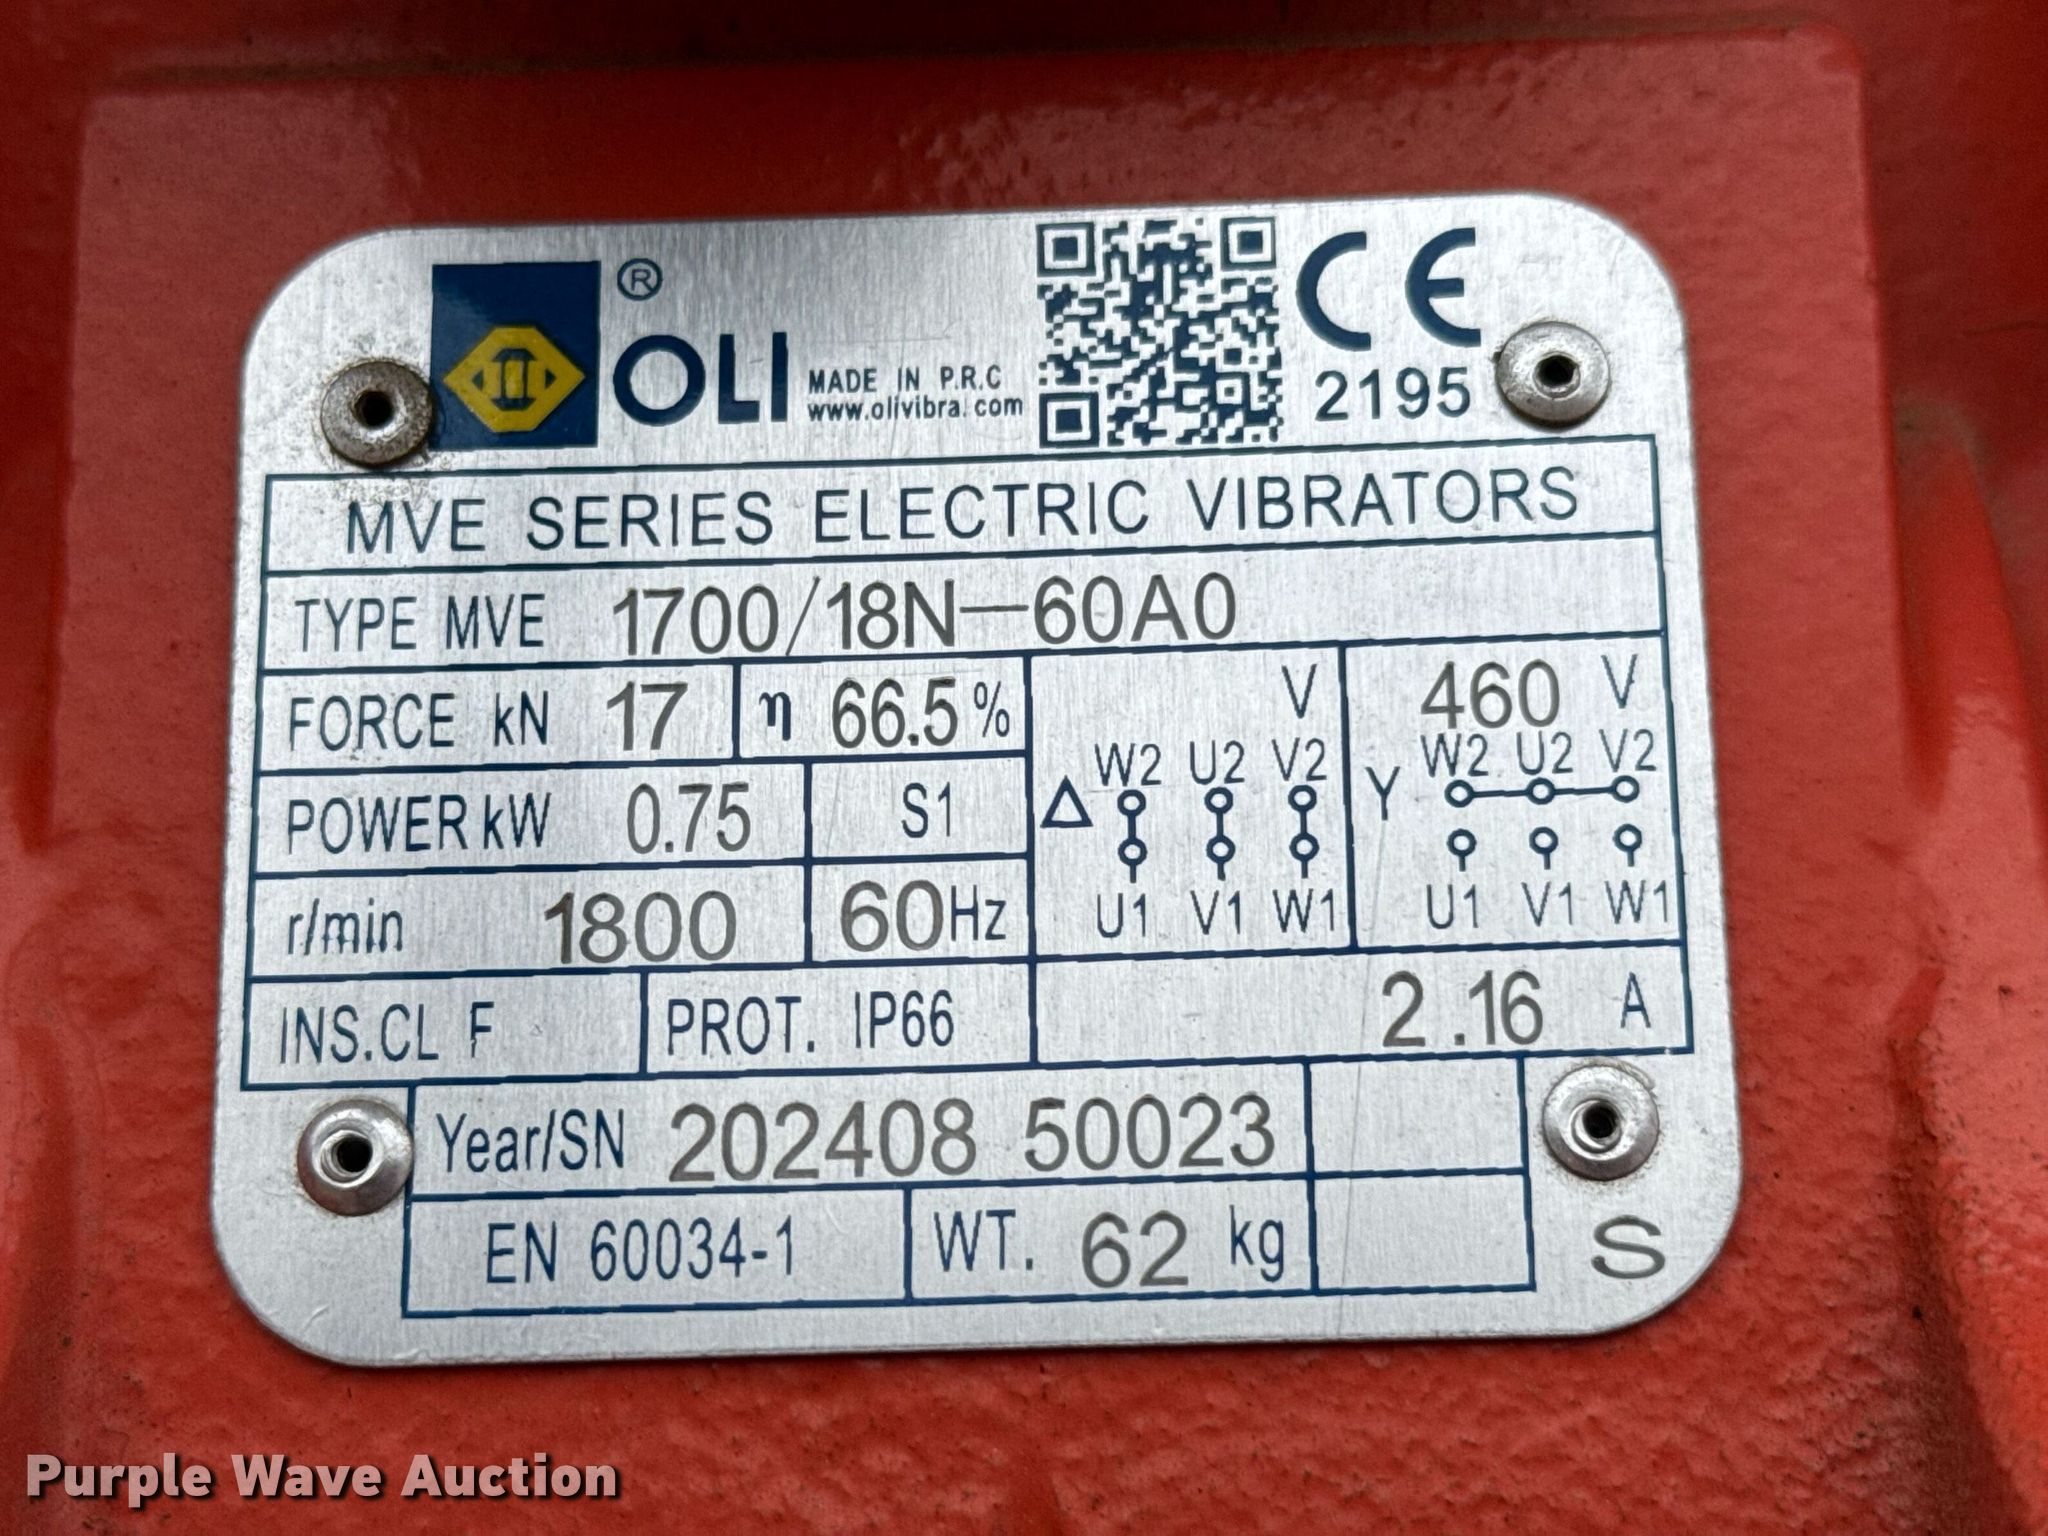 ®
OLI MADE IN P.R.C
www.olivibra.com
CE
2195
MVE SERIES ELECTRIC VIBRATORS
TYPE MVE 1700/18N-60A0
FORCE kN 17 η 66.5 %
V
460 V
POWER kW 0.75 S1
Δ W2 U2 V2
Y W2 U2 V2
r/min 1800 60Hz
U1 V1 W1
U1 V1 W1
INS.CL F PROT. IP66 2.16 A
Year/SN 202408 50023
EN 60034-1 WT. 62 kg
S
Purple Wave Auction